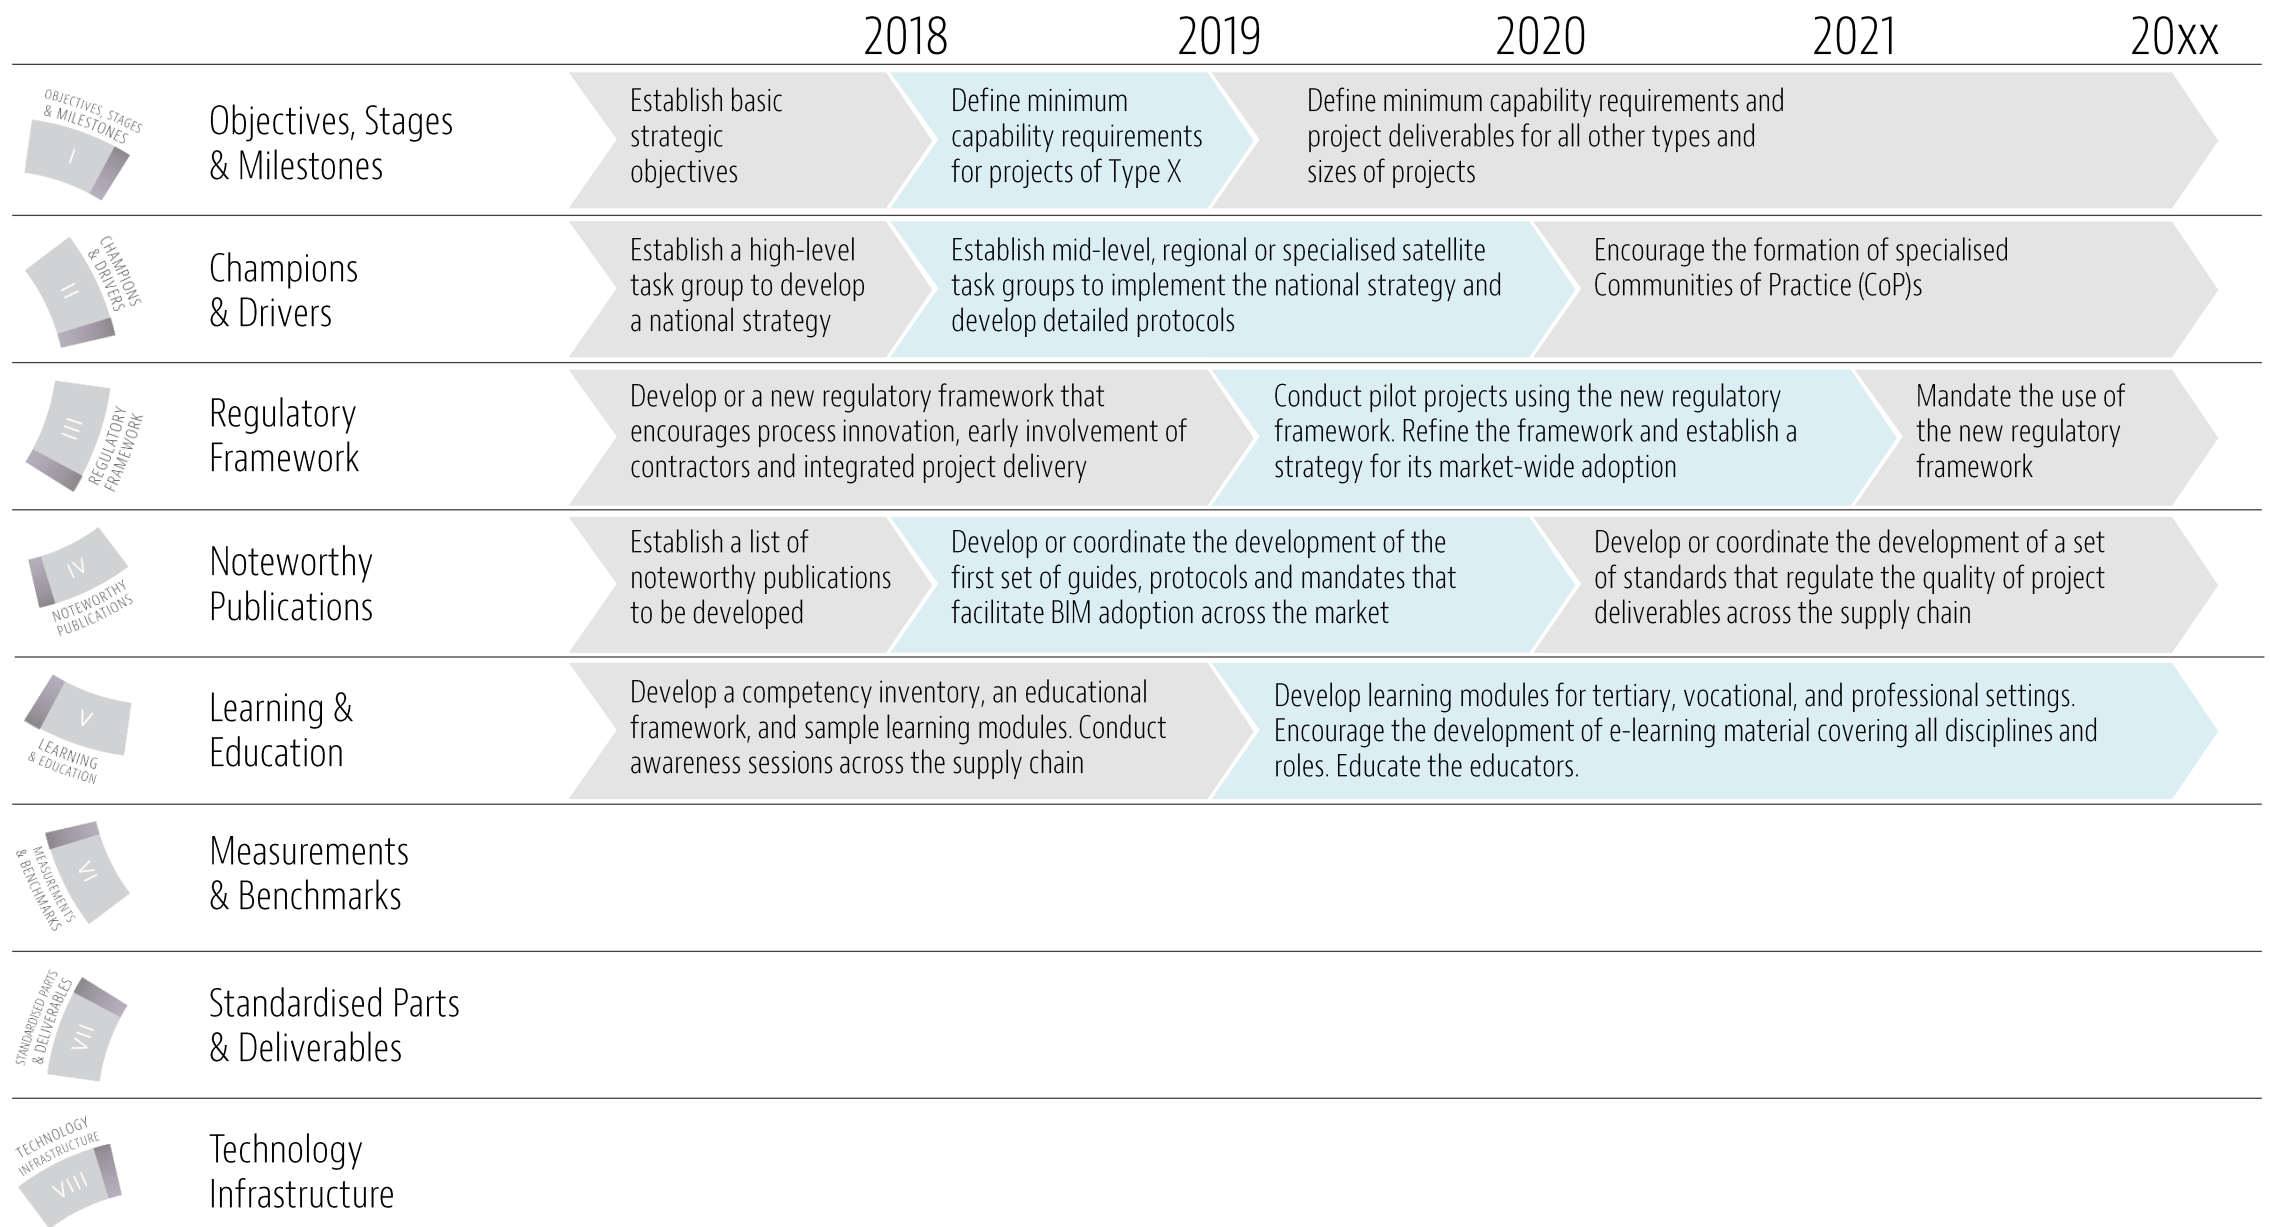 2018 2019 2020 2021 20xx
OBJECTIVES, STAGES
& MILESTONES
I
Objectives, Stages
& Milestones
Establish basic
strategic
objectives
Define minimum
capability requirements
for projects of Type X
Define minimum capability requirements and
project deliverables for all other types and
sizes of projects
CHAMPIONS
& DRIVERS
II
Champions
& Drivers
Establish a high-level
task group to develop
a national strategy
Establish mid-level, regional or specialised satellite
task groups to implement the national strategy and
develop detailed protocols
Encourage the formation of specialised
Communities of Practice (CoP)s
REGULATORY
FRAMEWORK
III
Regulatory
Framework
Develop or a new regulatory framework that
encourages process innovation, early involvement of
contractors and integrated project delivery
Conduct pilot projects using the new regulatory
framework. Refine the framework and establish a
strategy for its market-wide adoption
Mandate the use of
the new regulatory
framework
IV
NOTEWORTHY
PUBLICATIONS
Noteworthy
Publications
Establish a list of
noteworthy publications
to be developed
Develop or coordinate the development of the
first set of guides, protocols and mandates that
facilitate BIM adoption across the market
Develop or coordinate the development of a set
of standards that regulate the quality of project
deliverables across the supply chain
V
LEARNING
& EDUCATION
Learning &
Education
Develop a competency inventory, an educational
framework, and sample learning modules. Conduct
awareness sessions across the supply chain
Develop learning modules for tertiary, vocational, and professional settings.
Encourage the development of e-learning material covering all disciplines and
roles. Educate the educators.
VI
MEASUREMENTS
& BENCHMARKS
Measurements
& Benchmarks
STANDARDISED PARTS
& DELIVERABLES
VII
Standardised Parts
& Deliverables
TECHNOLOGY
INFRASTRUCTURE
VIII
Technology
Infrastructure